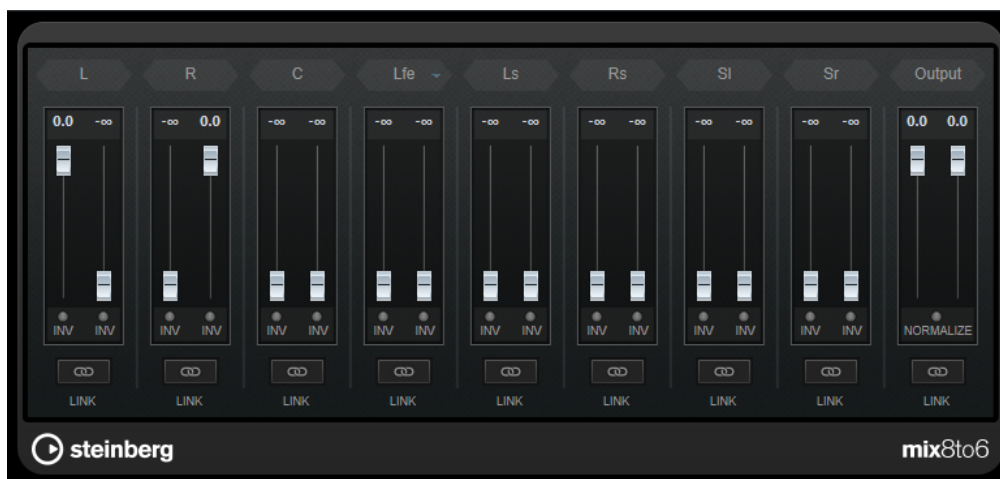 L R C Lfe Ls Rs Sl Sr Output
0.0 -∞ -∞ 0.0 -∞ -∞ -∞ -∞ -∞ -∞ -∞ -∞ -∞ -∞ -∞ -∞ 0.0 0.0
INV INV INV INV INV INV INV INV INV INV INV INV INV INV INV INV NORMALIZE
LINK LINK LINK LINK LINK LINK LINK LINK LINK
steinberg mix8to6